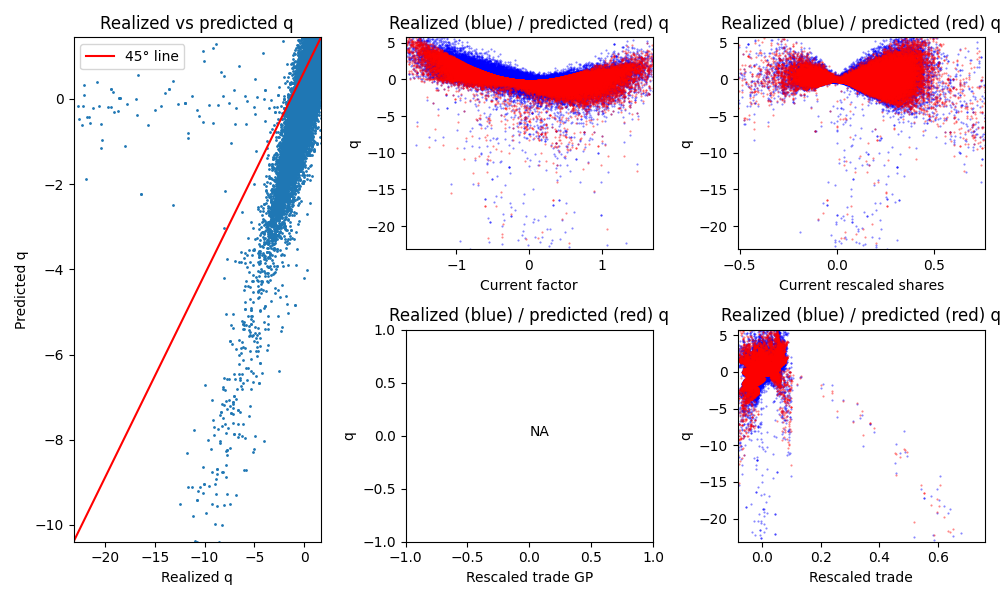 Realized vs predicted q
45° line
0
−2
−4
−6
−8
−10
Predicted q
−20
−15
−10
−5
0
Realized q
Realized (blue) / predicted (red) q
5
0
−5
−10
−15
−20
q
−1
0
1
Current factor
Realized (blue) / predicted (red) q
5
0
−5
−10
−15
−20
q
−0.5
0.0
0.5
Current rescaled shares
Realized (blue) / predicted (red) q
1.0
0.5
0.0
−0.5
−1.0
q
NA
−1.0
−0.5
0.0
0.5
1.0
Rescaled trade GP
Realized (blue) / predicted (red) q
5
0
−5
−10
−15
−20
q
0.0
0.2
0.4
0.6
Rescaled trade